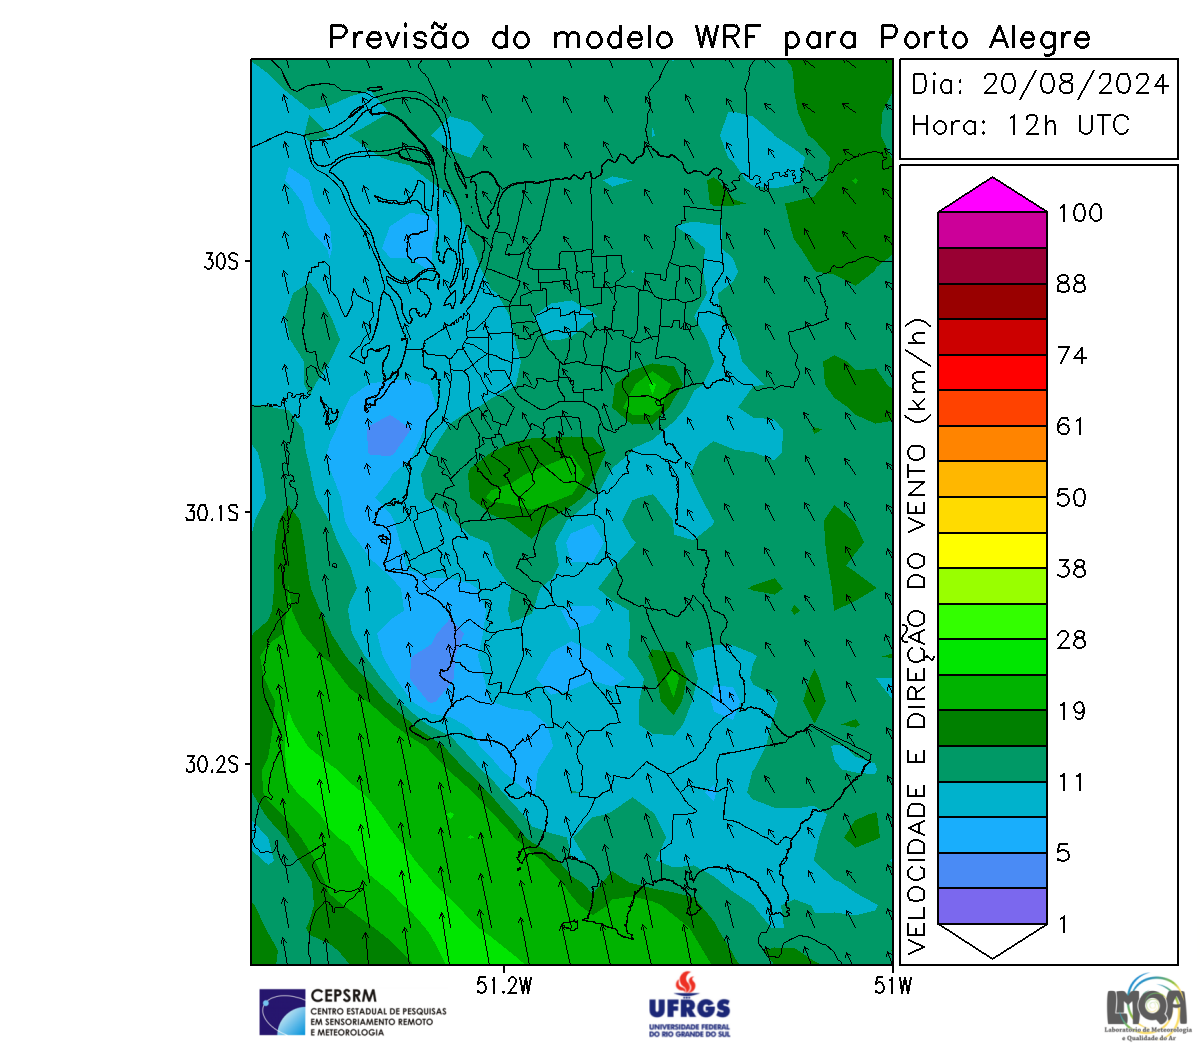 Previsão do modelo WRF para Porto Alegre
Dia: 20/08/2024
Hora: 12h UTC
30S
30.1S
30.2S
51.2W
51W
VELOCIDADE E DIREÇÃO DO VENTO (km/h)
100
88
74
61
50
38
28
19
11
5
1
CEPSRM
CENTRO ESTADUAL DE PESQUISAS
EM SENSORIAMENTO REMOTO
E METEOROLOGIA
UFRGS
UNIVERSIDADE FEDERAL
DO RIO GRANDE DO SUL
LMQA
Laboratório de Meteorologia
e Qualidade do Ar